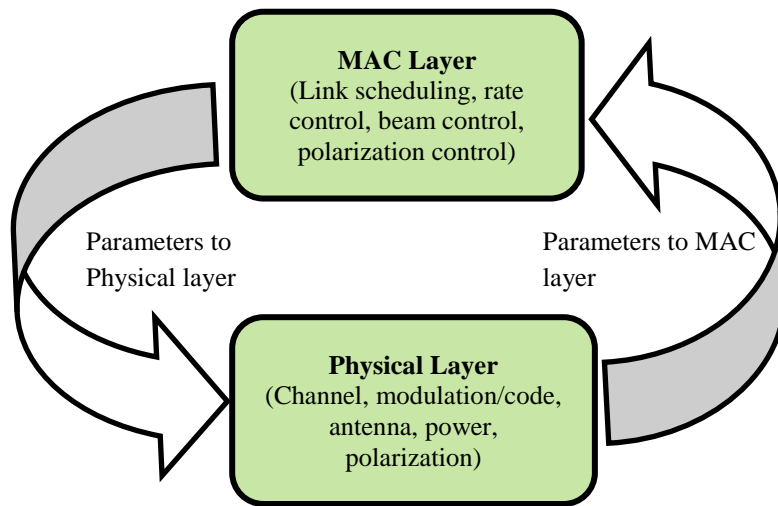 MAC Layer
(Link scheduling, rate
control, beam control,
polarization control)
Parameters to
Physical layer
Parameters to MAC
layer
Physical Layer
(Channel, modulation/code,
antenna, power,
polarization)